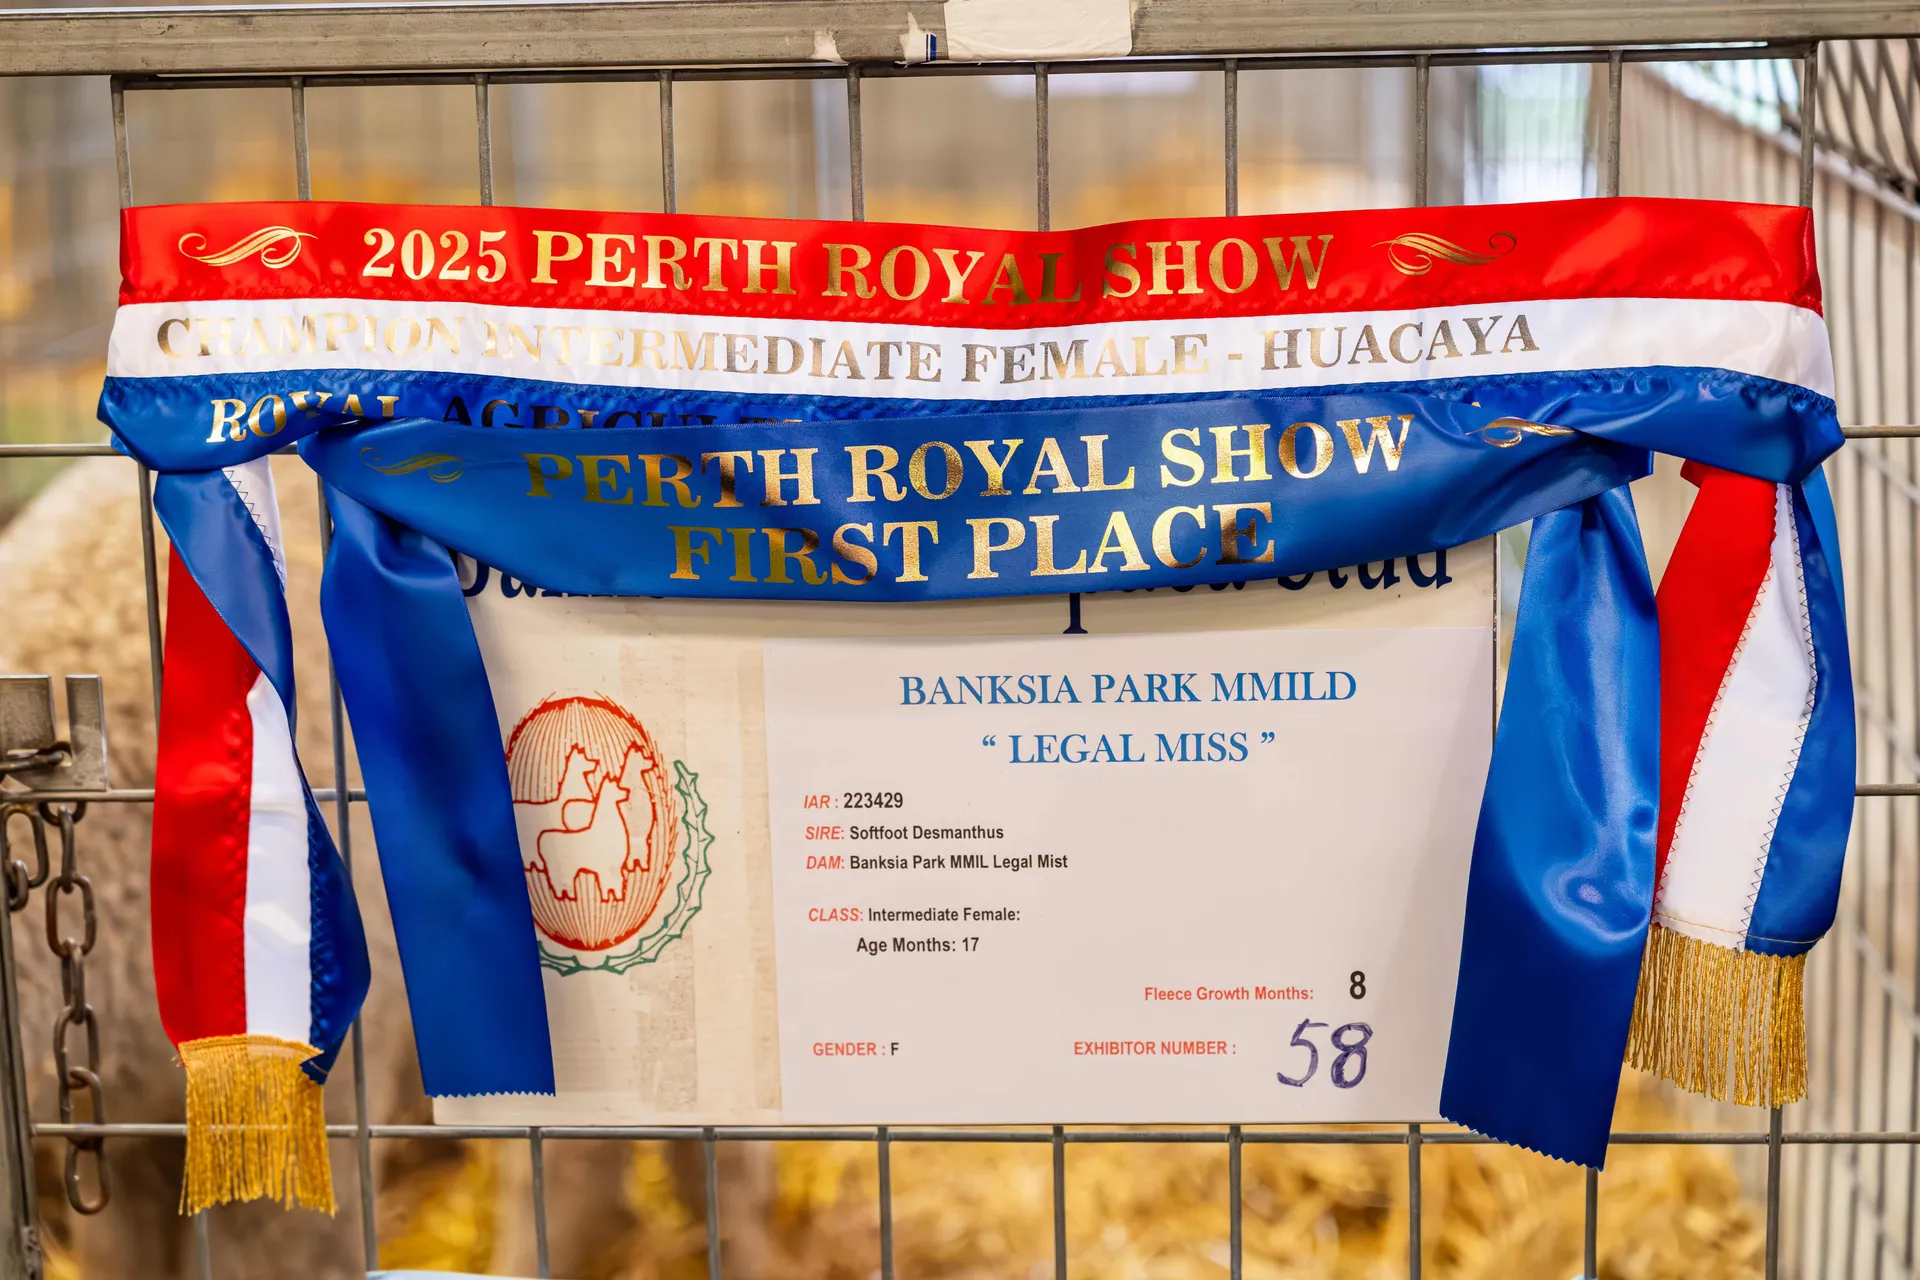 2025 PERTH ROYAL SHOW
CHAMPION INTERMEDIATE FEMALE - HUACAYA
ROYAL
PERTH ROYAL SHOW
FIRST PLACE
Stud
BANKSIA PARK MMILD
“ LEGAL MISS ”
IAR : 223429
SIRE: Softfoot Desmanthus
DAM: Banksia Park MMIL Legal Mist
CLASS: Intermediate Female:
Age Months: 17
Fleece Growth Months: 8
GENDER : F EXHIBITOR NUMBER : 58